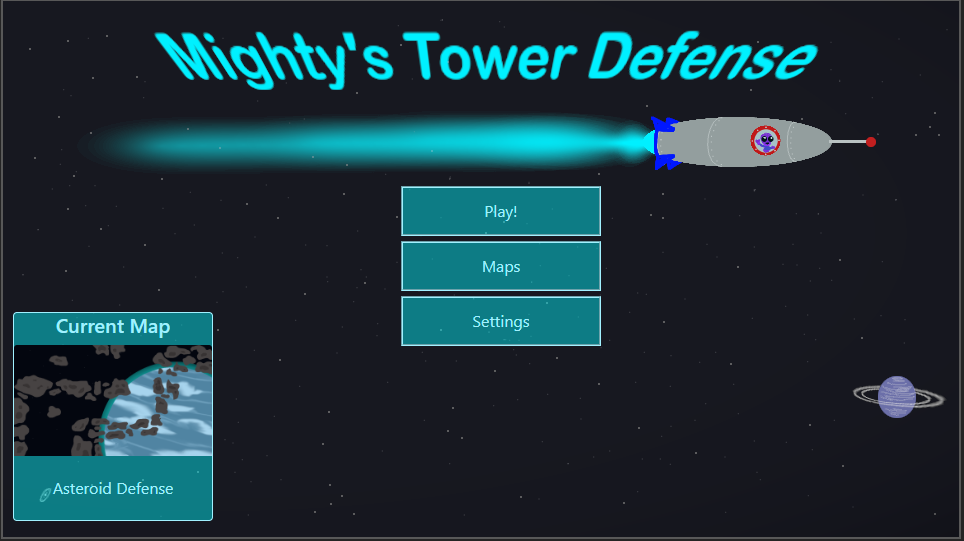 Mighty's Tower Defense
Play!
Maps
Settings
Current Map
Asteroid Defense